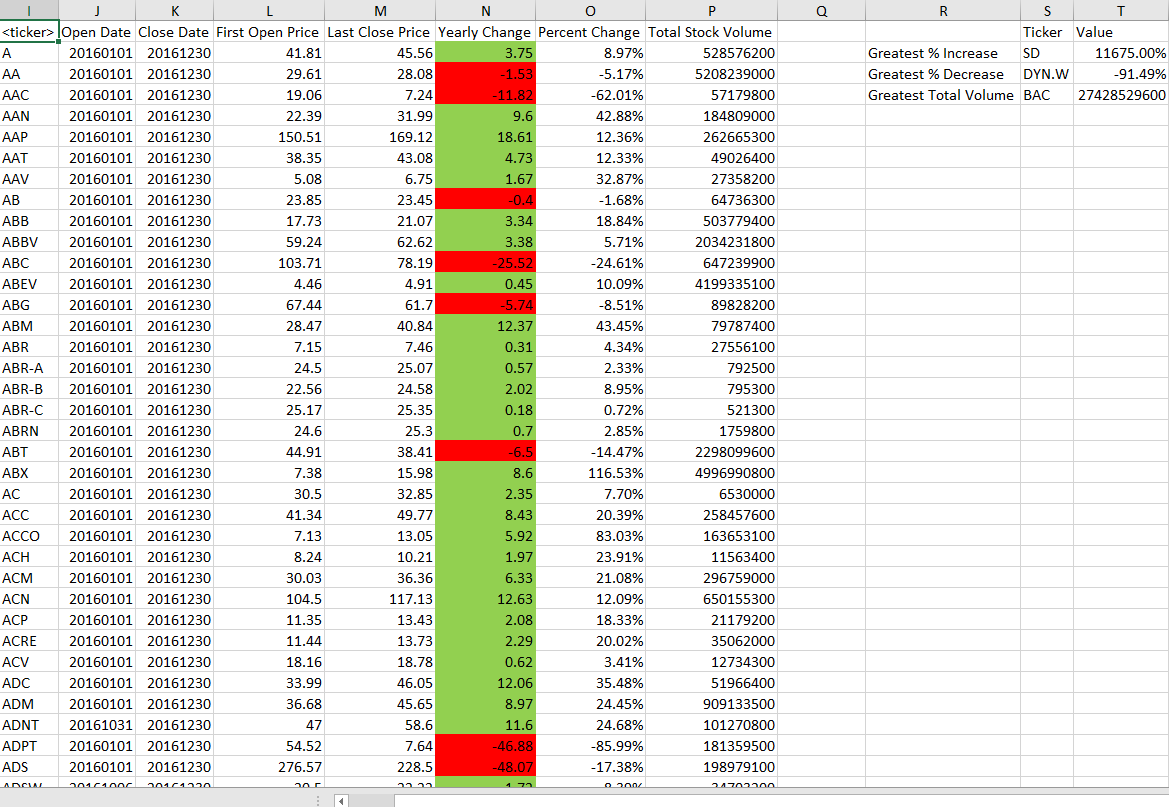 I J K L M N O P Q R S T
<ticker> Open Date Close Date First Open Price Last Close Price Yearly Change Percent Change Total Stock Volume Ticker Value
A 20160101 20161230 41.81 45.56 3.75 8.97% 528576200 Greatest % Increase SD 11675.00%
AA 20160101 20161230 29.61 28.08 -1.53 -5.17% 5208239000 Greatest % Decrease DYN.W -91.49%
AAC 20160101 20161230 19.06 7.24 -11.82 -62.01% 57179800 Greatest Total Volume BAC 27428529600
AAN 20160101 20161230 22.39 31.99 9.6 42.88% 184809000
AAP 20160101 20161230 150.51 169.12 18.61 12.36% 262665300
AAT 20160101 20161230 38.35 43.08 4.73 12.33% 49026400
AAV 20160101 20161230 5.08 6.75 1.67 32.87% 27358200
AB 20160101 20161230 23.85 23.45 -0.4 -1.68% 64736300
ABB 20160101 20161230 17.73 21.07 3.34 18.84% 503779400
ABBV 20160101 20161230 59.24 62.62 3.38 5.71% 2034231800
ABC 20160101 20161230 103.71 78.19 -25.52 -24.61% 647239900
ABEV 20160101 20161230 4.46 4.91 0.45 10.09% 4199335100
ABG 20160101 20161230 67.44 61.7 -5.74 -8.51% 89828200
ABM 20160101 20161230 28.47 40.84 12.37 43.45% 79787400
ABR 20160101 20161230 7.15 7.46 0.31 4.34% 27556100
ABR-A 20160101 20161230 24.5 25.07 0.57 2.33% 792500
ABR-B 20160101 20161230 22.56 24.58 2.02 8.95% 795300
ABR-C 20160101 20161230 25.17 25.35 0.18 0.72% 521300
ABRN 20160101 20161230 24.6 25.3 0.7 2.85% 1759800
ABT 20160101 20161230 44.91 38.41 -6.5 -14.47% 2298099600
ABX 20160101 20161230 7.38 15.98 8.6 116.53% 4996990800
AC 20160101 20161230 30.5 32.85 2.35 7.70% 6530000
ACC 20160101 20161230 41.34 49.77 8.43 20.39% 258457600
ACCO 20160101 20161230 7.13 13.05 5.92 83.03% 163653100
ACH 20160101 20161230 8.24 10.21 1.97 23.91% 11563400
ACM 20160101 20161230 30.03 36.36 6.33 21.08% 296759000
ACN 20160101 20161230 104.5 117.13 12.63 12.09% 650155300
ACP 20160101 20161230 11.35 13.43 2.08 18.33% 21179200
ACRE 20160101 20161230 11.44 13.73 2.29 20.02% 35062000
ACV 20160101 20161230 18.16 18.78 0.62 3.41% 12734300
ADC 20160101 20161230 33.99 46.05 12.06 35.48% 51966400
ADM 20160101 20161230 36.68 45.65 8.97 24.45% 909133500
ADNT 20161031 20161230 47 58.6 11.6 24.68% 101270800
ADPT 20160101 20161230 54.52 7.64 -46.88 -85.99% 181359500
ADS 20160101 20161230 276.57 228.5 -48.07 -17.38% 198979100